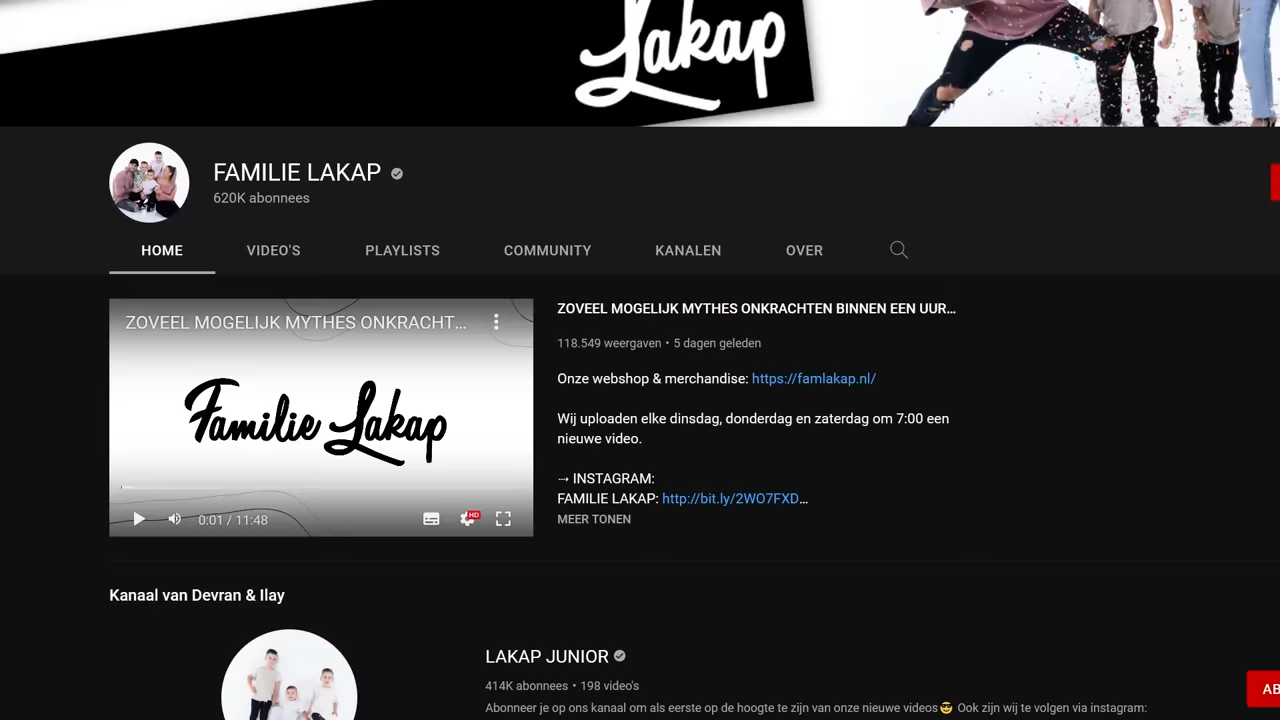 Lakap
FAMILIE LAKAP
620K abonnees
HOME VIDEO'S PLAYLISTS COMMUNITY KANALEN OVER
ZOVEEL MOGELIJK MYTHES ONKRACHT...
Familie Lakap
0:01 / 11:48
HD
ZOVEEL MOGELIJK MYTHES ONKRACHTEN BINNEN EEN UUR...
118.549 weergaven • 5 dagen geleden
Onze webshop & merchandise: https://famlakap.nl/
Wij uploaden elke dinsdag, donderdag en zaterdag om 7:00 een
nieuwe video.
⤑ INSTAGRAM:
FAMILIE LAKAP: http://bit.ly/2WO7FXD...
MEER TONEN
Kanaal van Devran & Ilay
LAKAP JUNIOR
414K abonnees • 198 video's
AB
Abonneer je op ons kanaal om als eerste op de hoogte te zijn van onze nieuwe videos😎 Ook zijn wij te volgen via instagram: